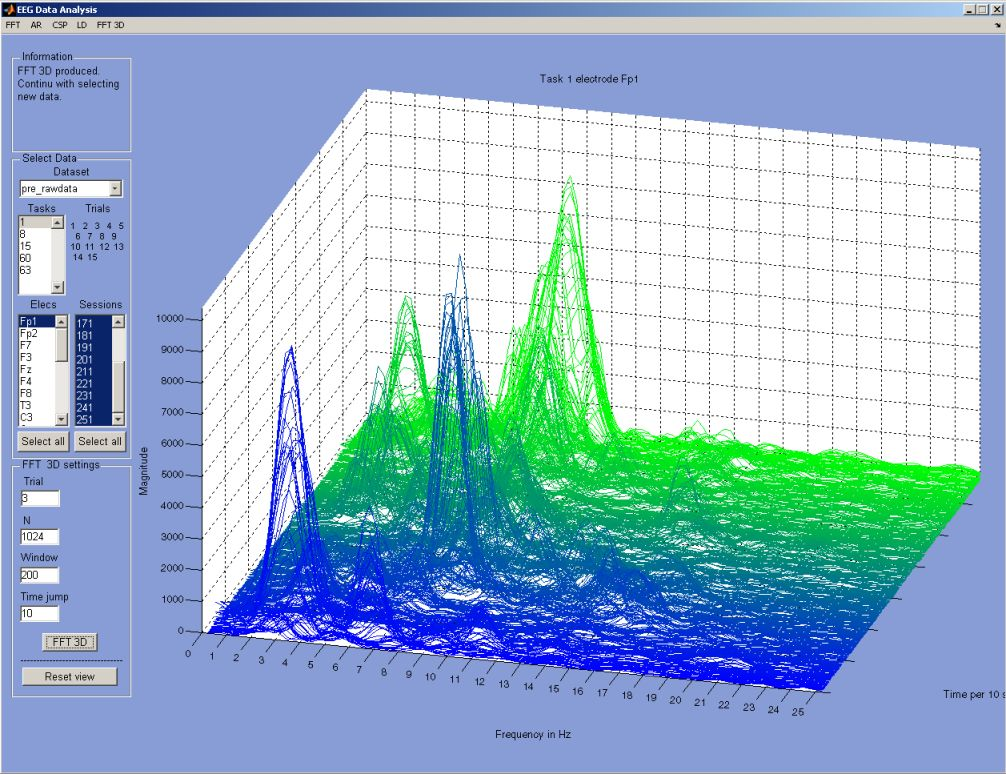 EEG Data Analysis
FFT AR CSP LD FFT 3D
Information
FFT 3D produced.
Continu with selecting
new data.
Select Data
Dataset
pre_rawdata
Tasks Trials
1
8
15
60
63
1 2 3 4 5
6 7 8 9
10 11 12 13
14 15
Elecs Sessions
Fp1
Fp2
F7
F3
Fz
F4
F8
T3
C3
171
181
191
201
211
221
231
241
251
Select all Select all
FFT 3D settings
Trial
3
N
1024
Window
200
Time jump
10
FFT 3D
Reset view
Task 1 electrode Fp1
Magnitude
10000
9000
8000
7000
6000
5000
4000
3000
2000
1000
0
0 1 2 3 4 5 6 7 8 9 10 11 12 13 14 15 16 17 18 19 20 21 22 23 24 25
Frequency in Hz
Time per 10 s